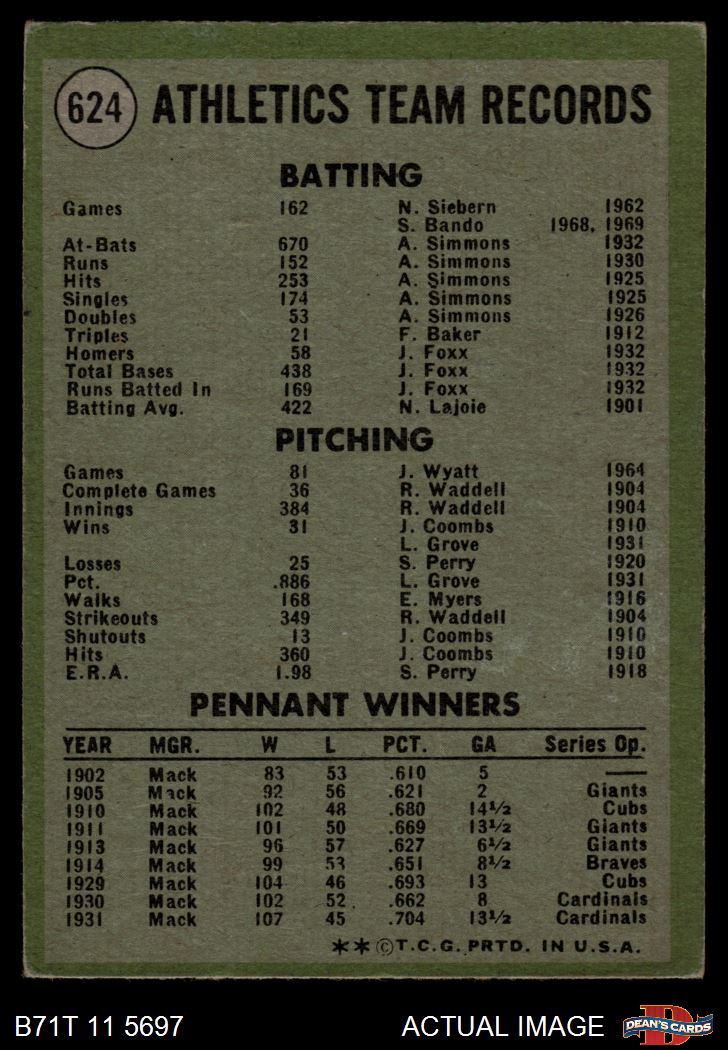 624 ATHLETICS TEAM RECORDS
BATTING
Games 162 N. Siebern 1962
S. Bando 1968, 1969
At-Bats 670 A. Simmons 1932
Runs 152 A. Simmons 1930
Hits 253 A. Simmons 1925
Singles 174 A. Simmons 1925
Doubles 53 A. Simmons 1926
Triples 21 F. Baker 1912
Homers 58 J. Foxx 1932
Total Bases 438 J. Foxx 1932
Runs Batted In 169 J. Foxx 1932
Batting Avg. 422 N. Lajoie 1901
PITCHING
Games 81 J. Wyatt 1964
Complete Games 36 R. Waddell 1904
Innings 384 R. Waddell 1904
Wins 31 J. Coombs 1910
L. Grove 1931
Losses 25 S. Perry 1920
Pct. .886 L. Grove 1931
Walks 168 E. Myers 1916
Strikeouts 349 R. Waddell 1904
Shutouts 13 J. Coombs 1910
Hits 360 J. Coombs 1910
E.R.A. 1.98 S. Perry 1918
PENNANT WINNERS
YEAR MGR. W L PCT. GA Series Op.
1902 Mack 83 53 .610 5 ——
1905 Mack 92 56 .621 2 Giants
1910 Mack 102 48 .680 14½ Cubs
1911 Mack 101 50 .669 13½ Giants
1913 Mack 96 57 .627 6½ Giants
1914 Mack 99 53 .651 8½ Braves
1929 Mack 104 46 .693 13 Cubs
1930 Mack 102 52 .662 8 Cardinals
1931 Mack 107 45 .704 13½ Cardinals
✶✶©T.C.G. PRTD. IN U.S.A.
B71T 11 5697 ACTUAL IMAGE D DEAN'S CARDS